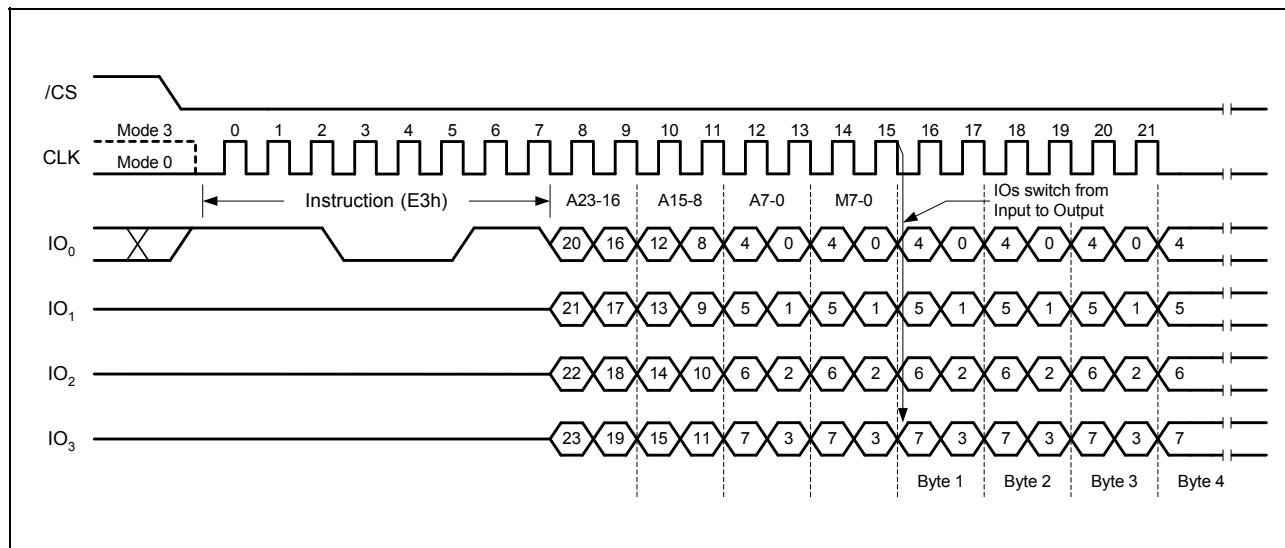 /CS
Mode 3 0 1 2 3 4 5 6 7 8 9 10 11 12 13 14 15 16 17 18 19 20 21
CLK
Mode 0
Instruction (E3h) A23-16 A15-8 A7-0 M7-0 IOs switch from
Input to Output
IO0 20 16 12 8 4 0 4 0 4 0 4 0 4 0 4
IO1 21 17 13 9 5 1 5 1 5 1 5 1 5 1 5
IO2 22 18 14 10 6 2 6 2 6 2 6 2 6 2 6
IO3 23 19 15 11 7 3 7 3 7 3 7 3 7 3 7
Byte 1 Byte 2 Byte 3 Byte 4